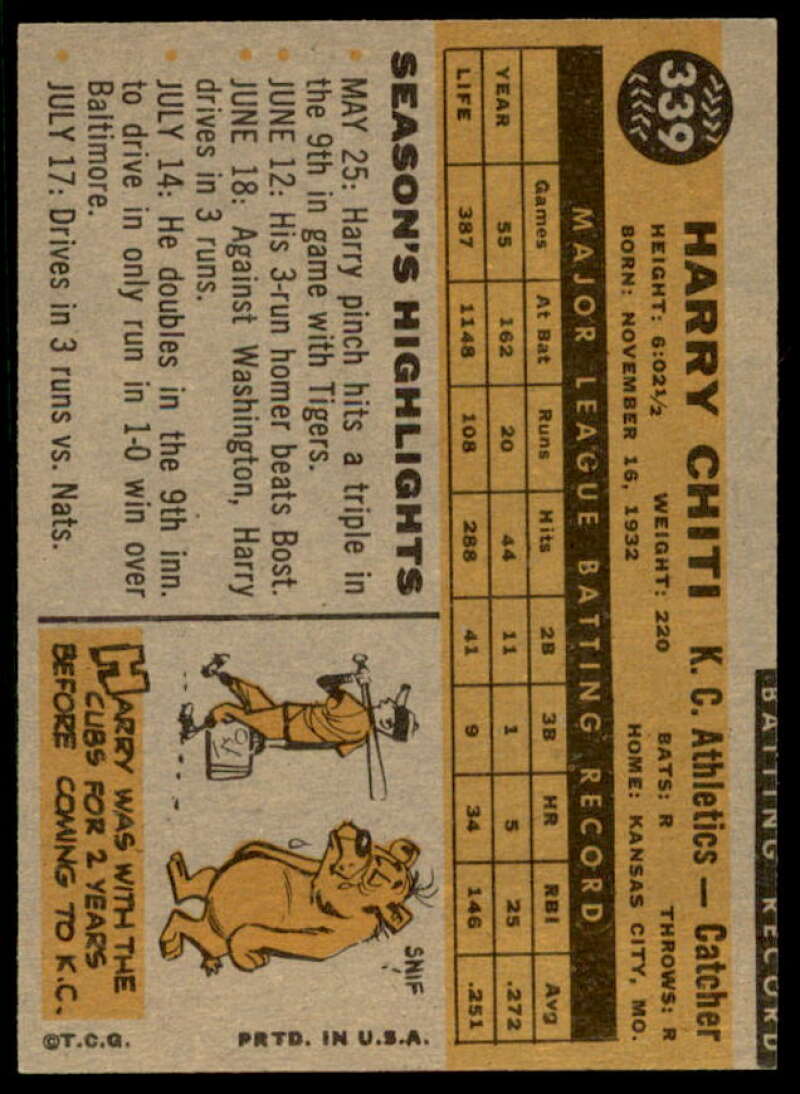 BATTING RECORD
339
HARRY CHITI K. C. Athletics — Catcher
HEIGHT: 6:02½ WEIGHT: 220 BATS: R THROWS: R
BORN: NOVEMBER 16, 1932 HOME: KANSAS CITY, MO.
MAJOR LEAGUE BATTING RECORD
Games At Bat Runs Hits 2B 3B HR RBI Avg
YEAR 55 162 20 44 11 1 5 25 .272
LIFE 387 1148 108 288 41 9 34 146 .251
SEASON'S HIGHLIGHTS
• MAY 25: Harry pinch hits a triple in
the 9th in game with Tigers.
• JUNE 12: His 3-run homer beats Bost.
• JUNE 18: Against Washington, Harry
drives in 3 runs.
• JULY 14: He doubles in the 9th inn.
to drive in only run in 1-0 win over
Baltimore.
• JULY 17: Drives in 3 runs vs. Nats.
SNIF
KC
HARRY WAS WITH THE
CUBS FOR 2 YEARS
BEFORE COMING TO K.C.
PRTD. IN U.S.A.
©T.C.G.